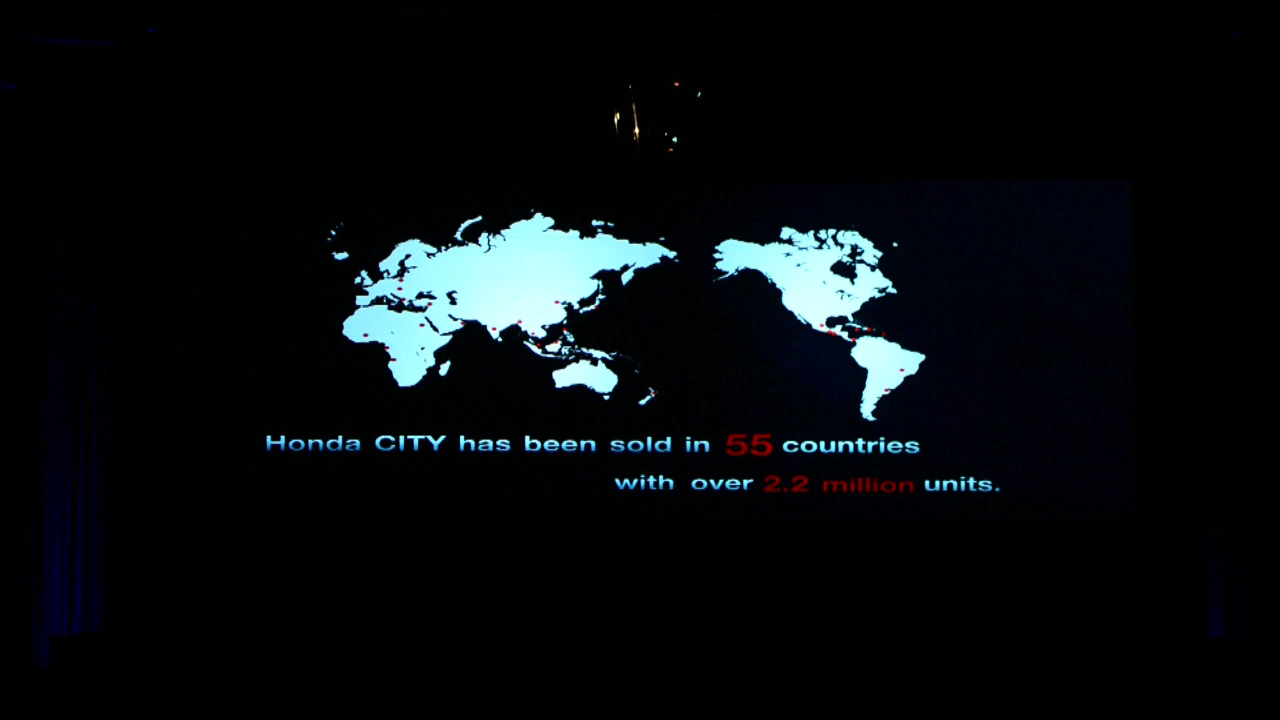 Honda CITY has been sold in 55 countries
with over 2.2 million units.